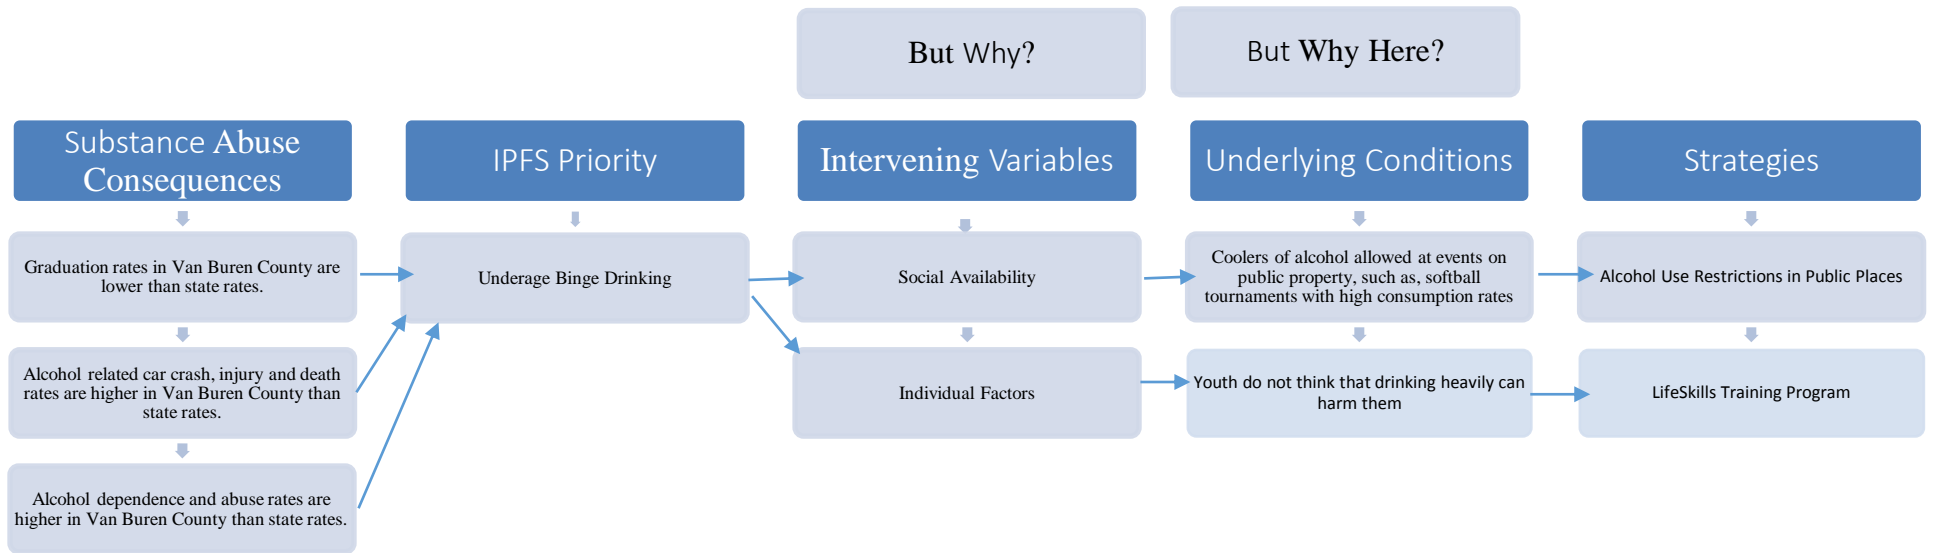 But Why?
But Why Here?
Substance Abuse
Consequences
IPFS Priority
Intervening Variables
Underlying Conditions
Strategies
Graduation rates in Van Buren County are
lower than state rates.
Underage Binge Drinking
Social Availability
Coolers of alcohol allowed at events on
public property, such as, softball
tournaments with high consumption rates
Alcohol Use Restrictions in Public Places
Alcohol related car crash, injury and death
rates are higher in Van Buren County than
state rates.
Individual Factors
Youth do not think that drinking heavily can
harm them
LifeSkills Training Program
Alcohol dependence and abuse rates are
higher in Van Buren County than state rates.